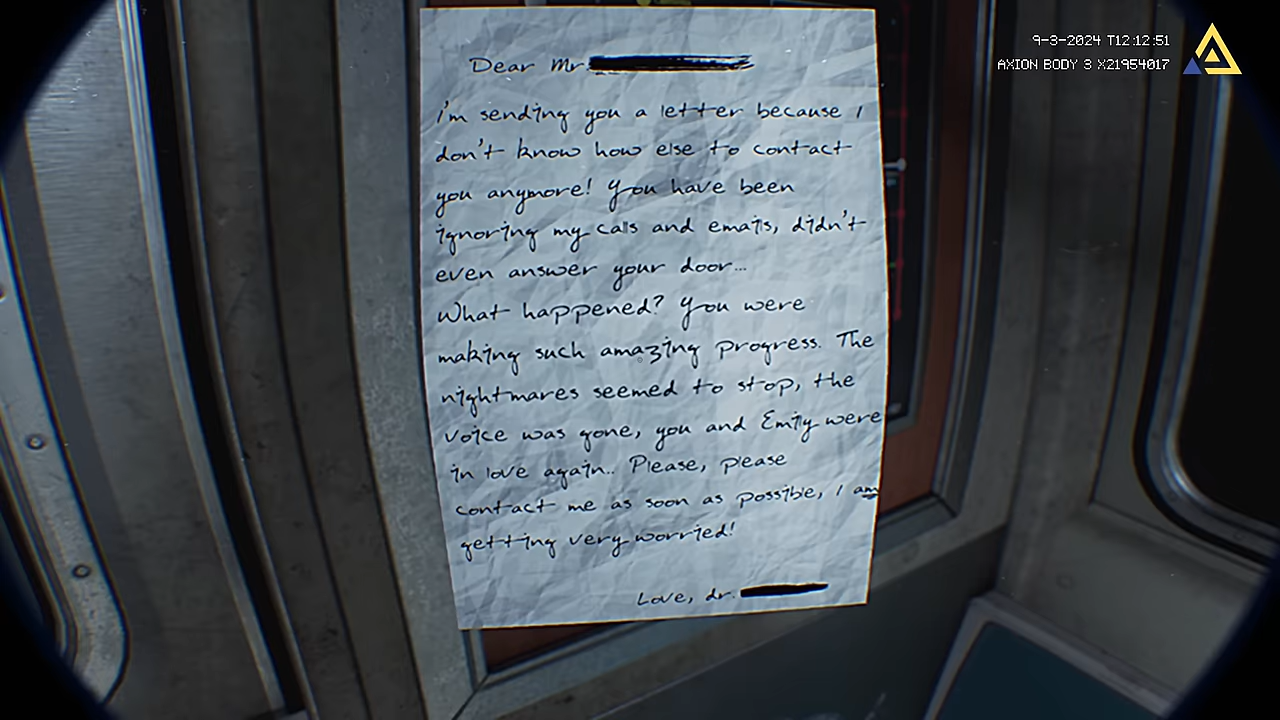 9-3-2024 T12:12:51
AXION BODY 3 X21954017
Dear Mr.
i'm sending you a letter because I
don't know how else to contact
you anymore! You have been
ignoring my calls and emails, didn't
even answer your door...
What happened? You were
making such amazing progress. The
nightmares seemed to stop, the
voice was gone, you and Emily were
in love again.. Please, please
contact me as soon as possible, I am
getting very worried!
Love, dr.